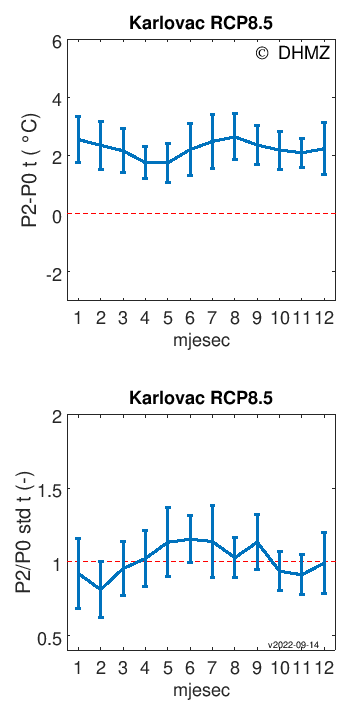 Karlovac RCP8.5
© DHMZ
P2-P0 t ( °C)
6
4
2
0
-2
1 2 3 4 5 6 7 8 9 10 11 12
mjesec
Karlovac RCP8.5
P2/P0 std t (-)
2
1.5
1
0.5
v2022-09-14
1 2 3 4 5 6 7 8 9 10 11 12
mjesec